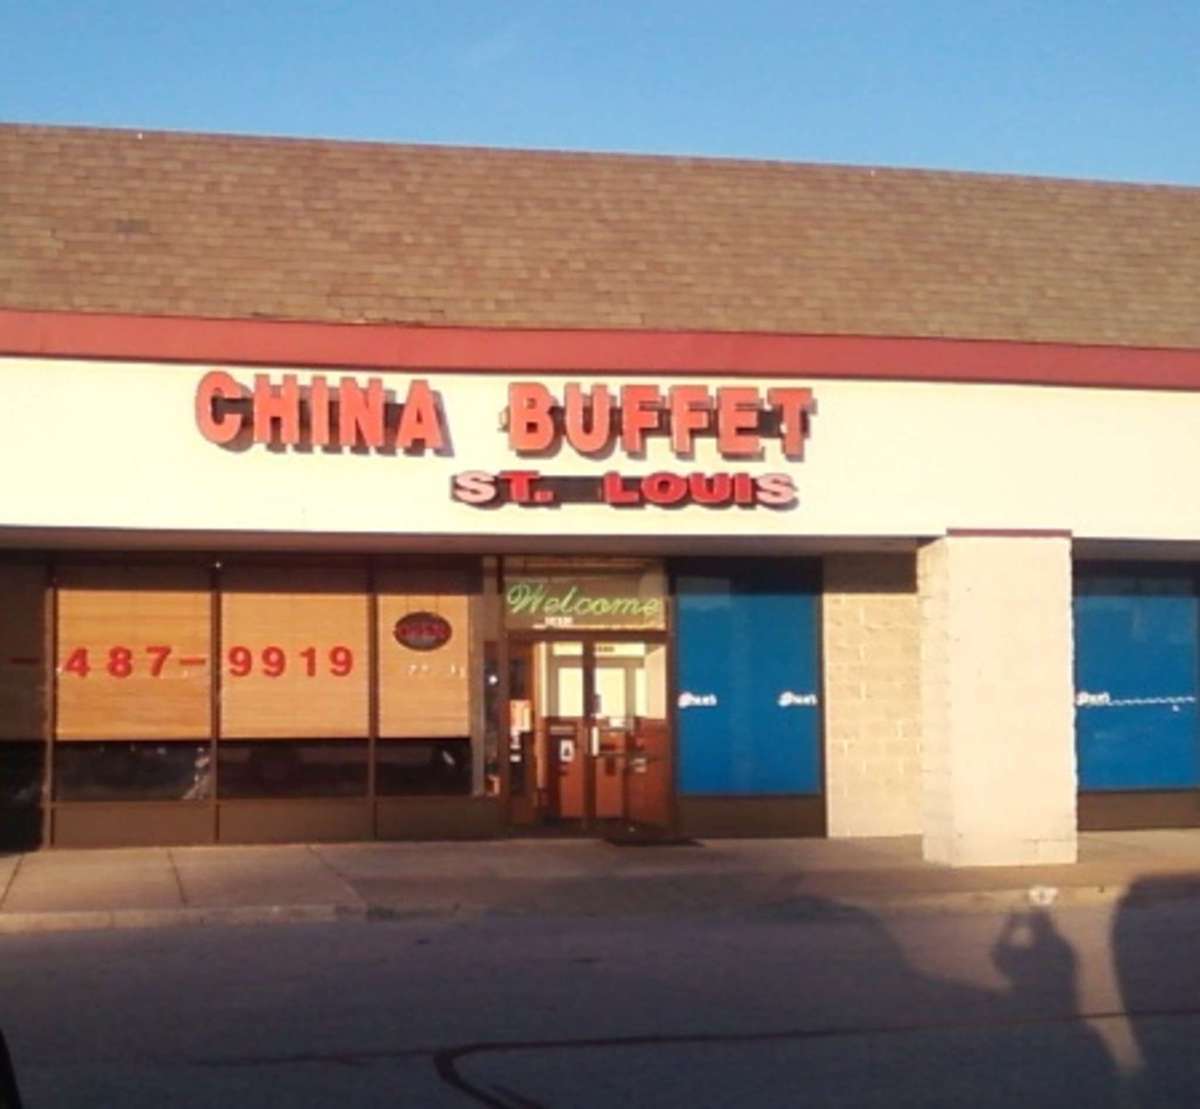 CHINA BUFFET
ST. LOUIS
Welcome
-487-9919